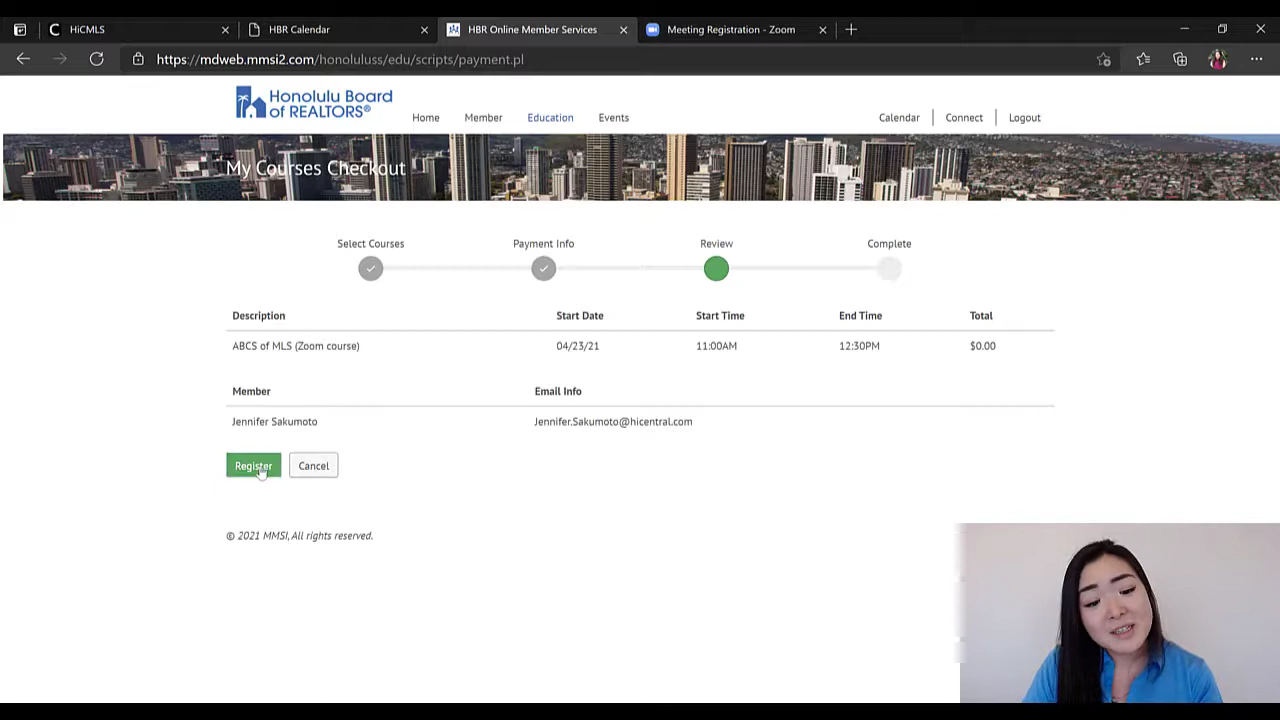 HiCMLS
HBR Calendar
HBR Online Member Services
Meeting Registration - Zoom
https://mdweb.mmsi2.com/honoluluss/edu/scripts/payment.pl
Honolulu Board
of REALTORS®
Home Member Education Events
Calendar Connect Logout
My Courses Checkout
Select Courses Payment Info Review Complete
Description Start Date Start Time End Time Total
ABCS of MLS (Zoom course) 04/23/21 11:00AM 12:30PM $0.00
Member Email Info
Jennifer Sakumoto Jennifer.Sakumoto@hicentral.com
Register Cancel
© 2021 MMSI, All rights reserved.